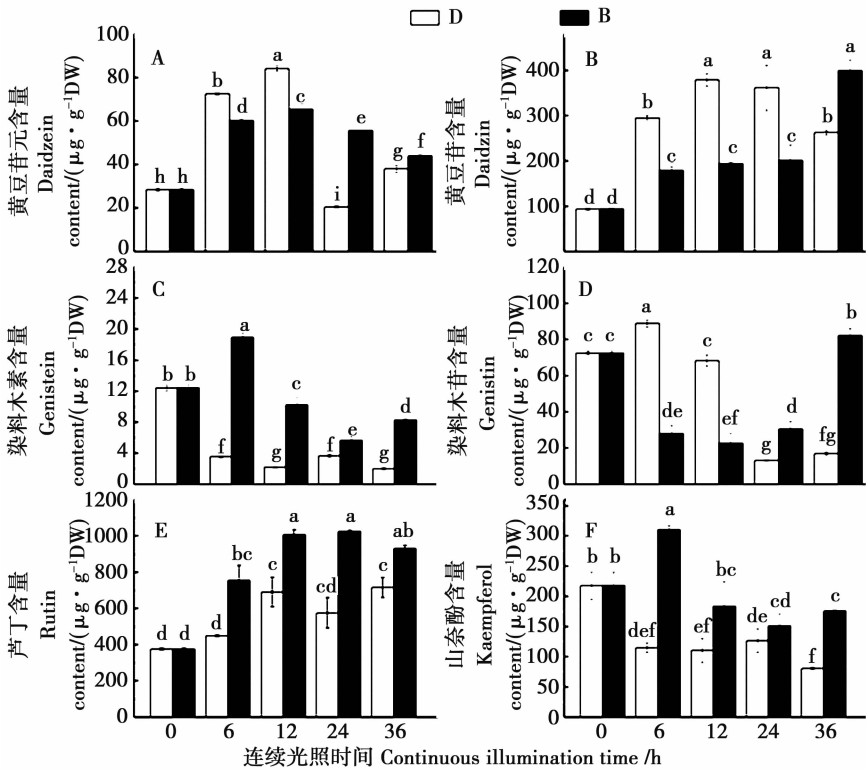 D B
A
黄豆苷元含量
Daidzein
content/(μg·g⁻¹DW)
100
80
60
40
20
0
h h b d a c i e g f
B
黄豆苷含量
Daidzin
content/(μg·g⁻¹DW)
400
300
200
100
d d b c a c a c b a
C
染料木素含量
Genistein
content/(μg·g⁻¹DW)
28
24
20
16
12
8
4
0
b b f a g c f e g d
D
染料木苷含量
Genistin
content/(μg·g⁻¹DW)
120
100
80
60
40
20
0
c c a de b ef g d fg b
E
芦丁含量
Rutin
content/(μg·g⁻¹DW)
1200
1000
800
600
400
200
0
d d d bc c a cd a c ab
0 6 12 24 36
F
山奈酚含量
Kaempferol
content/(μg·g⁻¹DW)
350
300
250
200
150
100
50
0
b b def a ef bc de cd f c
0 6 12 24 36
连续光照时间 Continuous illumination time /h